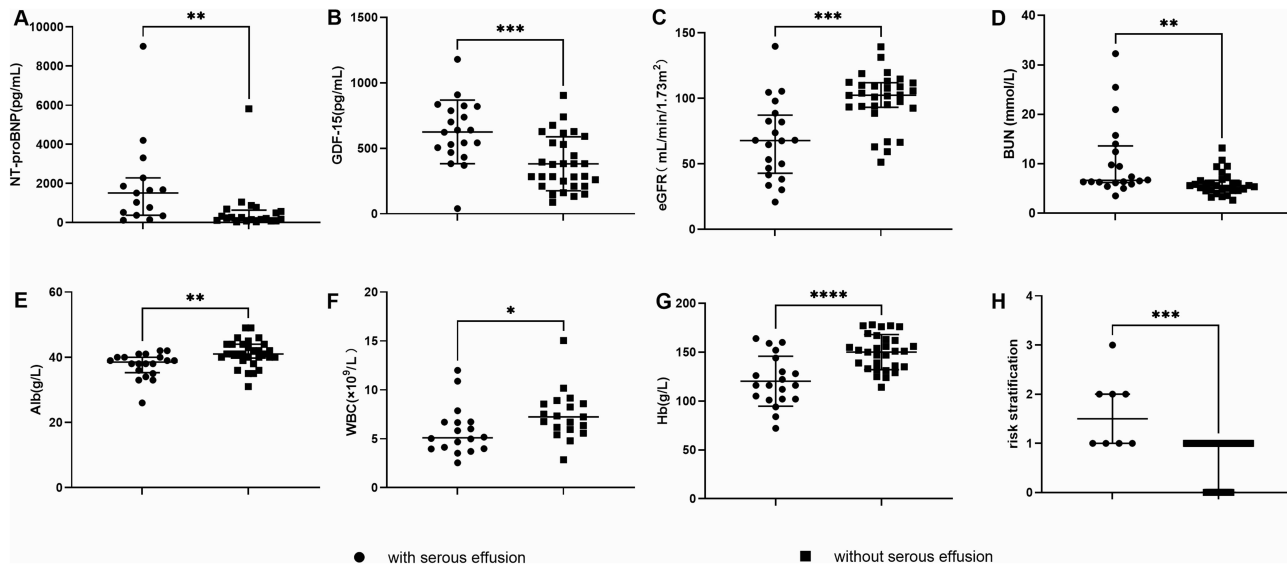 A
NT-proBNP(pg/mL)
10000
8000
6000
4000
2000
0
**
B
GDF-15(pg/mL)
1500
1000
500
0
***
C
eGFR( mL/min/1.73m²)
150
100
50
0
***
D
BUN (mmol/L)
40
30
20
10
0
**
E
Alb(g/L)
60
40
20
0
**
F
WBC(×10⁹/L)
20
15
10
5
0
*
G
Hb(g/L)
200
150
100
50
0
****
H
risk stratification
4
3
2
1
0
***
with serous effusion
without serous effusion